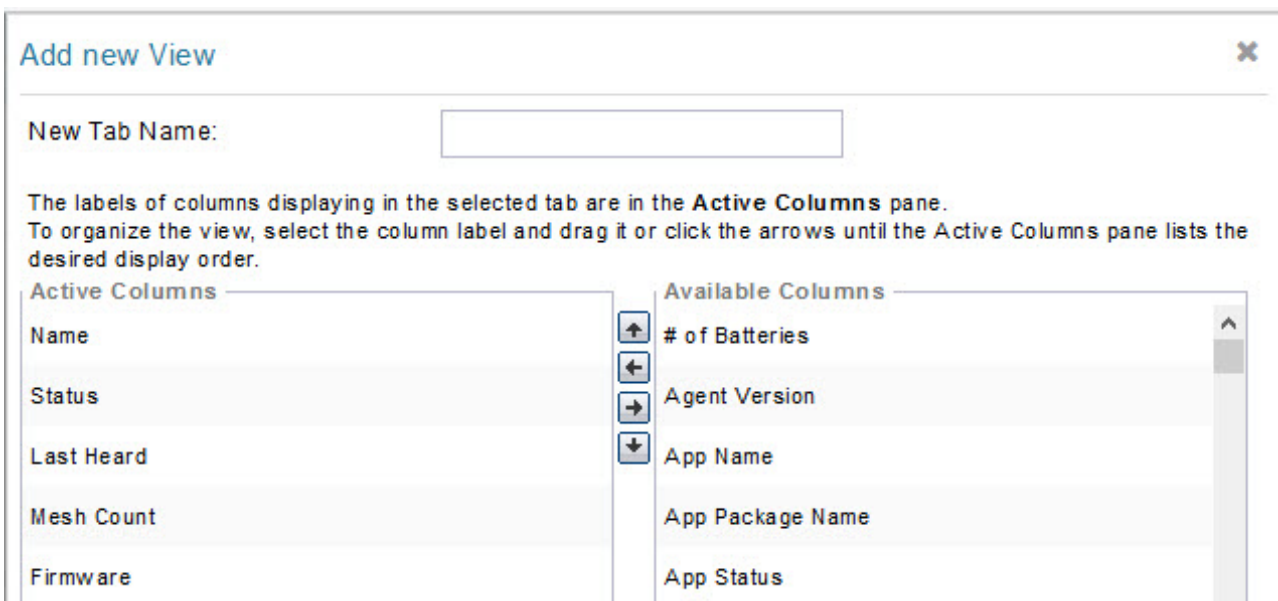 Add new View
New Tab Name:
The labels of columns displaying in the selected tab are in the Active Columns pane.
To organize the view, select the column label and drag it or click the arrows until the Active Columns pane lists the
desired display order.
Active Columns
Available Columns
Name
# of Batteries
Status
Agent Version
Last Heard
App Name
Mesh Count
App Package Name
Firmware
App Status